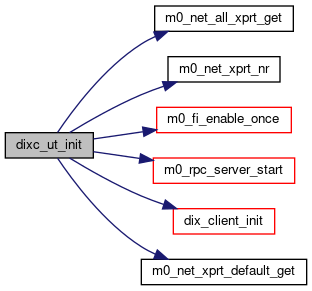 m0_net_all_xprt_get
m0_net_xprt_nr
m0_fi_enable_once
dixc_ut_init
m0_rpc_server_start
dix_client_init
m0_net_xprt_default_get